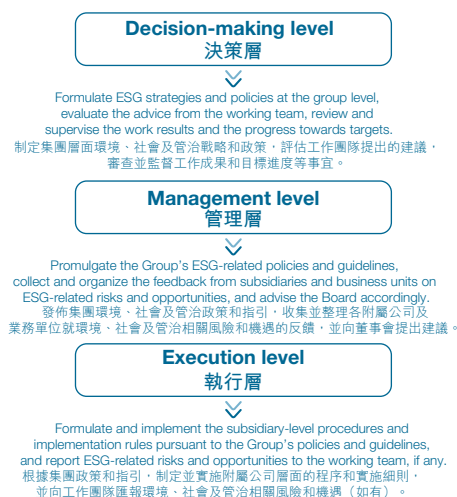 Decision-making level
決策層
Formulate ESG strategies and policies at the group level,
evaluate the advice from the working team, review and
supervise the work results and the progress towards targets.
制定集團層面環境、社會及管治戰略和政策，評估工作團隊提出的建議，
審查並監督工作成果和目標進度等事宜。
Management level
管理層
Promulgate the Group's ESG-related policies and guidelines,
collect and organize the feedback from subsidiaries and business units on
ESG-related risks and opportunities, and advise the Board accordingly.
發佈集團環境、社會及管治政策和指引，收集並整理各附屬公司及
業務單位就環境、社會及管治相關風險和機遇的反饋，並向董事會提出建議。
Execution level
執行層
Formulate and implement the subsidiary-level procedures and
implementation rules pursuant to the Group's policies and guidelines,
and report ESG-related risks and opportunities to the working team, if any.
根據集團政策和指引，制定並實施附屬公司層面的程序和實施細則，
並向工作團隊匯報環境、社會及管治相關風險和機遇（如有）。